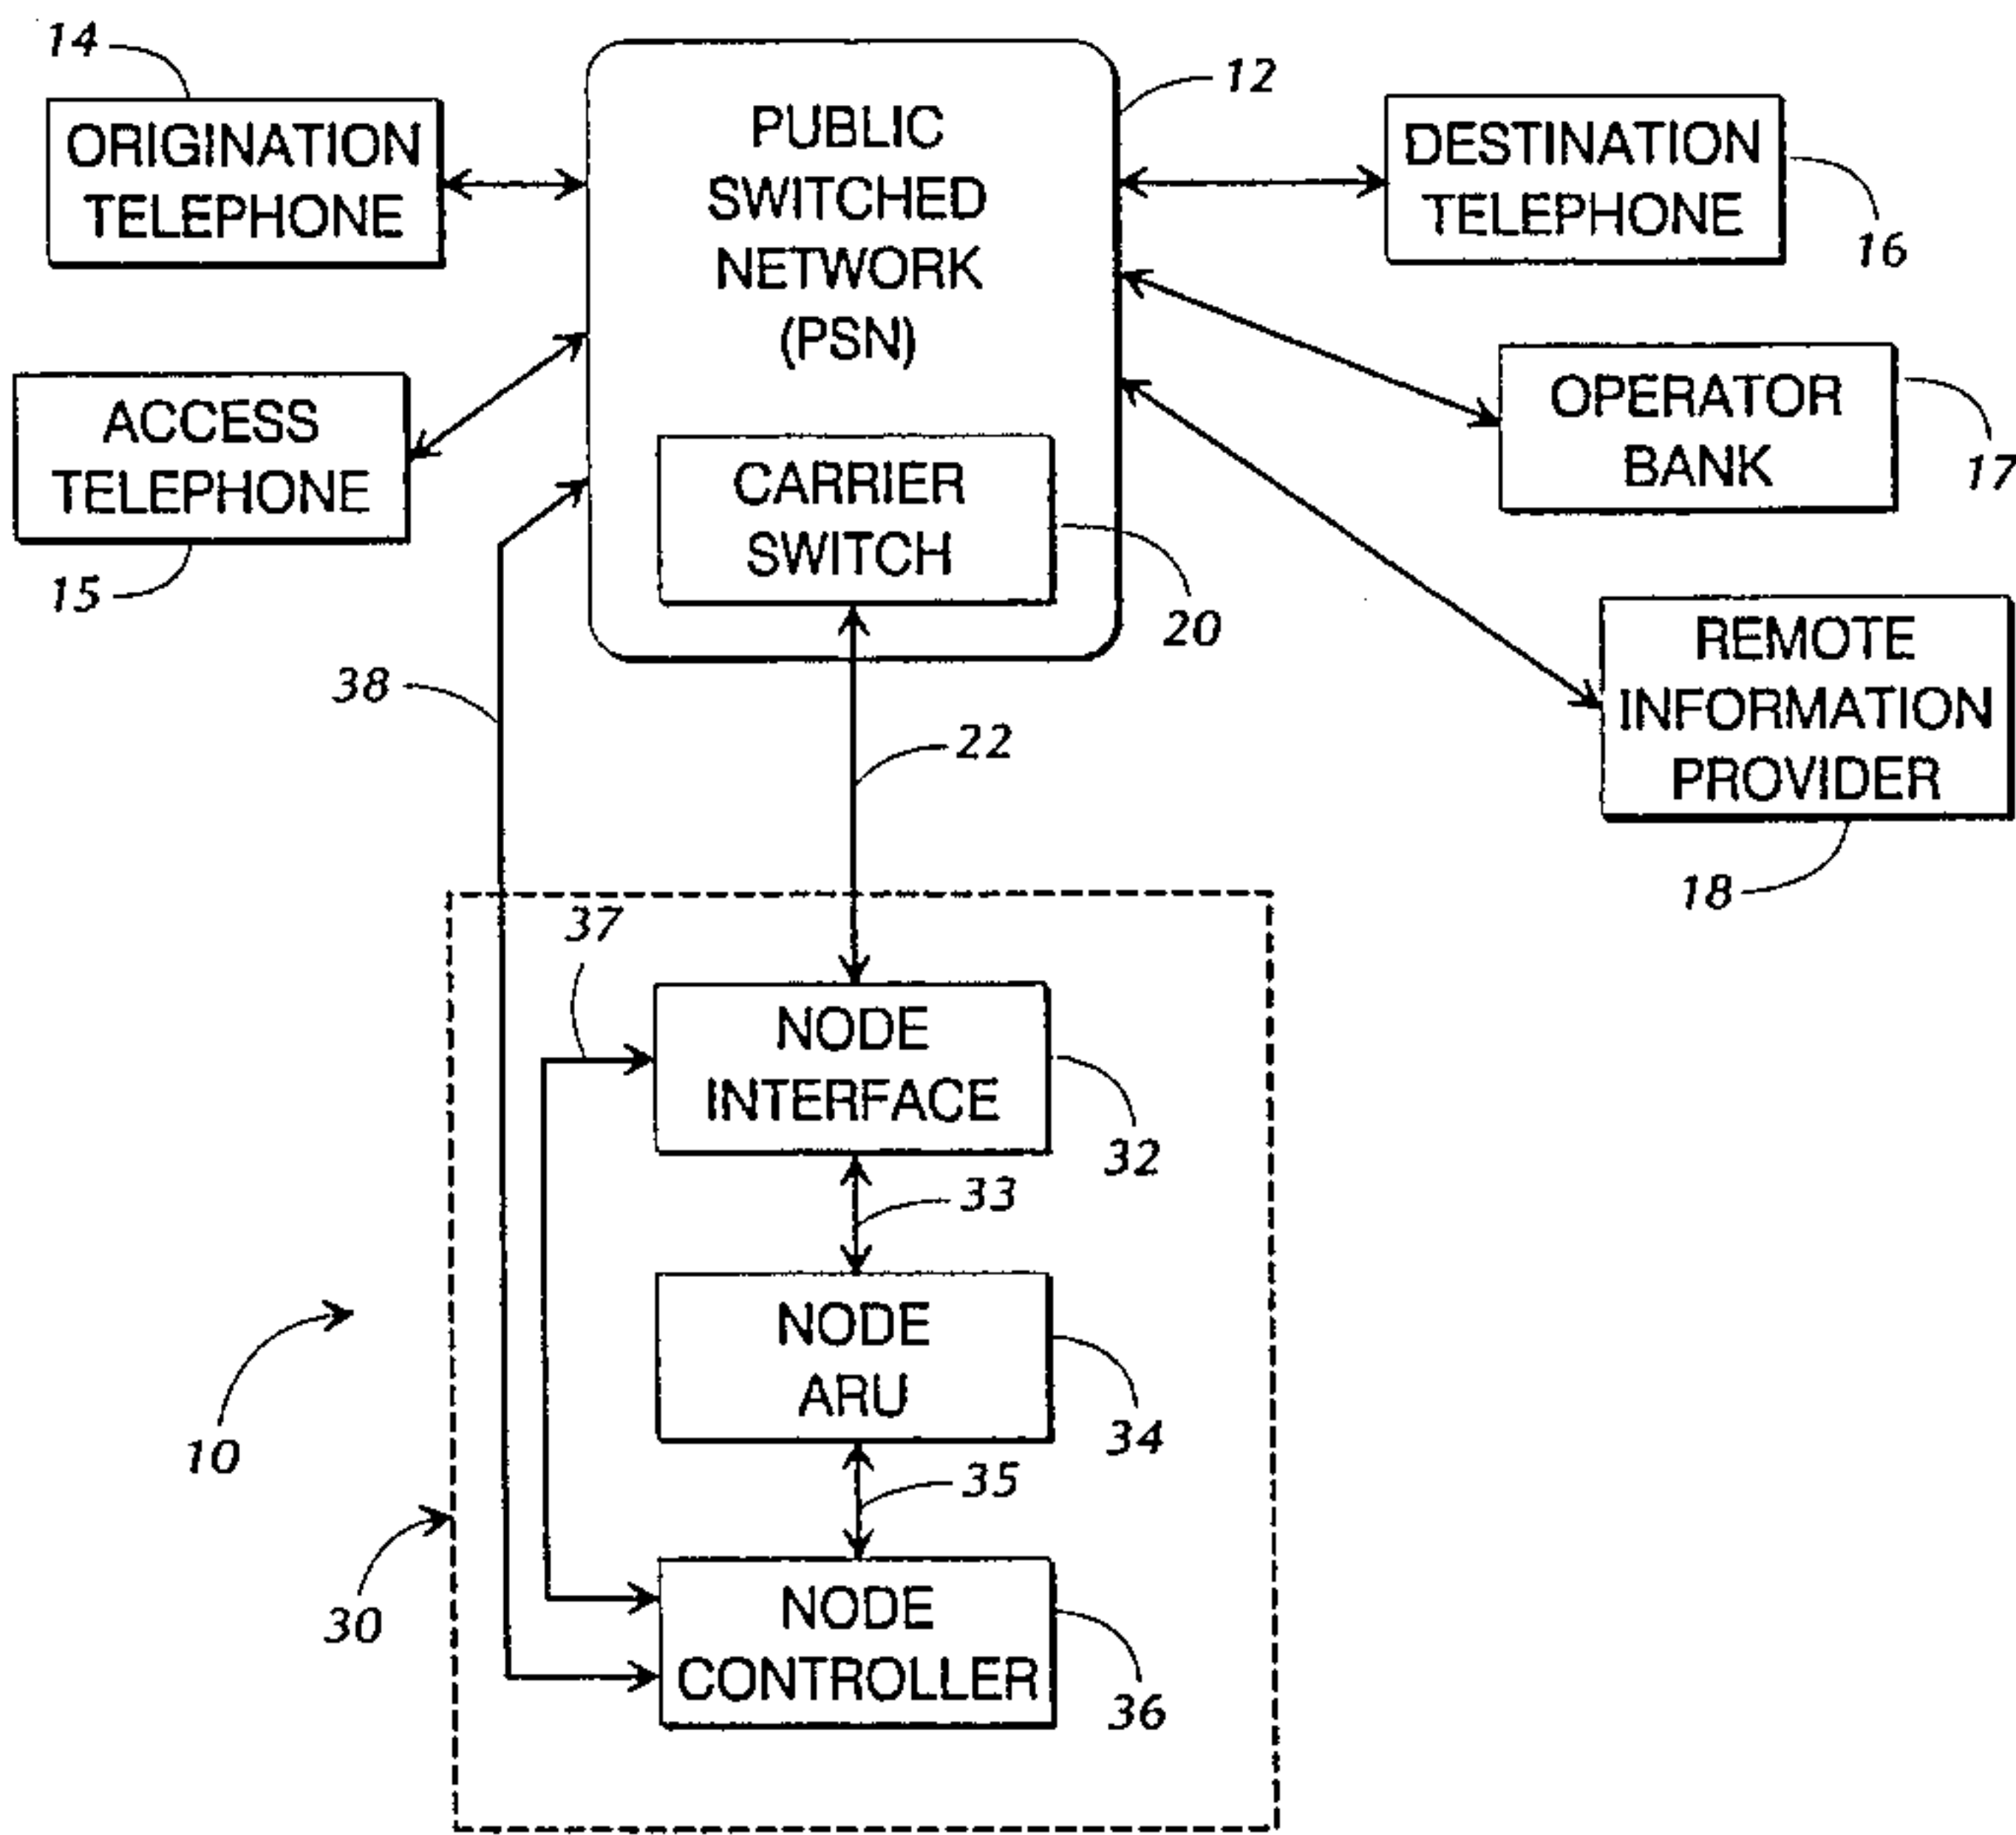 14
ORIGINATION
TELEPHONE
PUBLIC
SWITCHED
NETWORK
(PSN)
12
DESTINATION
TELEPHONE
16
ACCESS
TELEPHONE
15
CARRIER
SWITCH
20
OPERATOR
BANK
17
REMOTE
INFORMATION
PROVIDER
18
38
22
37
NODE
INTERFACE
32
33
NODE
ARU
34
10
35
30
NODE
CONTROLLER
36